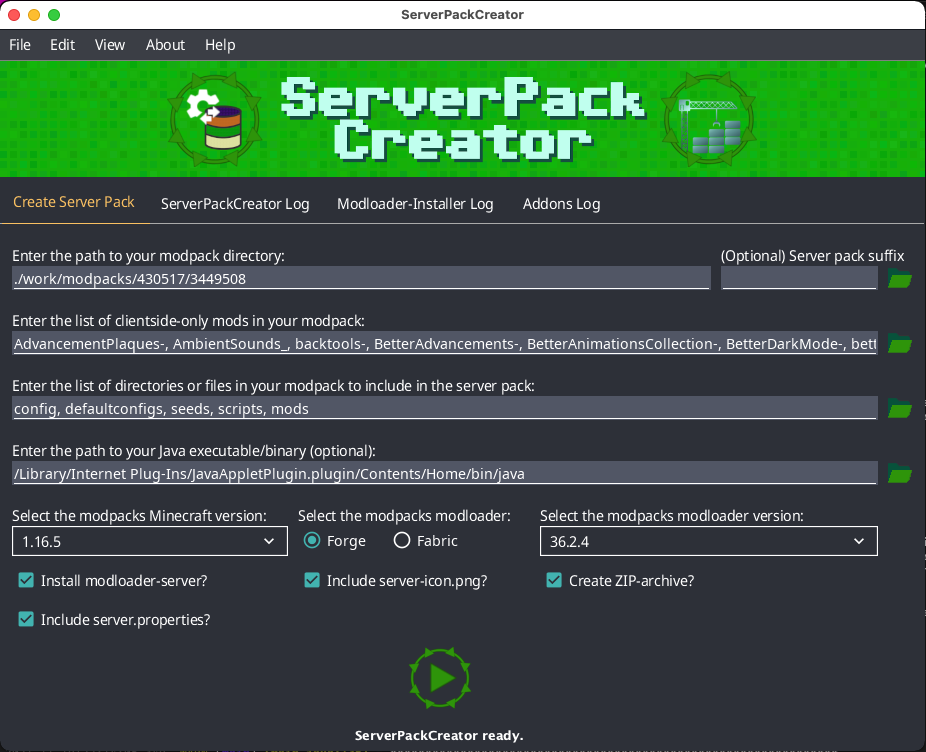 ServerPackCreator
File Edit View About Help
ServerPack
Creator
Create Server Pack ServerPackCreator Log Modloader-Installer Log Addons Log
Enter the path to your modpack directory: (Optional) Server pack suffix
./work/modpacks/430517/3449508
Enter the list of clientside-only mods in your modpack:
AdvancementPlaques-, AmbientSounds_, backtools-, BetterAdvancements-, BetterAnimationsCollection-, BetterDarkMode-, bett
Enter the list of directories or files in your modpack to include in the server pack:
config, defaultconfigs, seeds, scripts, mods
Enter the path to your Java executable/binary (optional):
/Library/Internet Plug-Ins/JavaAppletPlugin.plugin/Contents/Home/bin/java
Select the modpacks Minecraft version: Select the modpacks modloader: Select the modpacks modloader version:
1.16.5 Forge Fabric 36.2.4
Install modloader-server? Include server-icon.png? Create ZIP-archive?
Include server.properties?
ServerPackCreator ready.